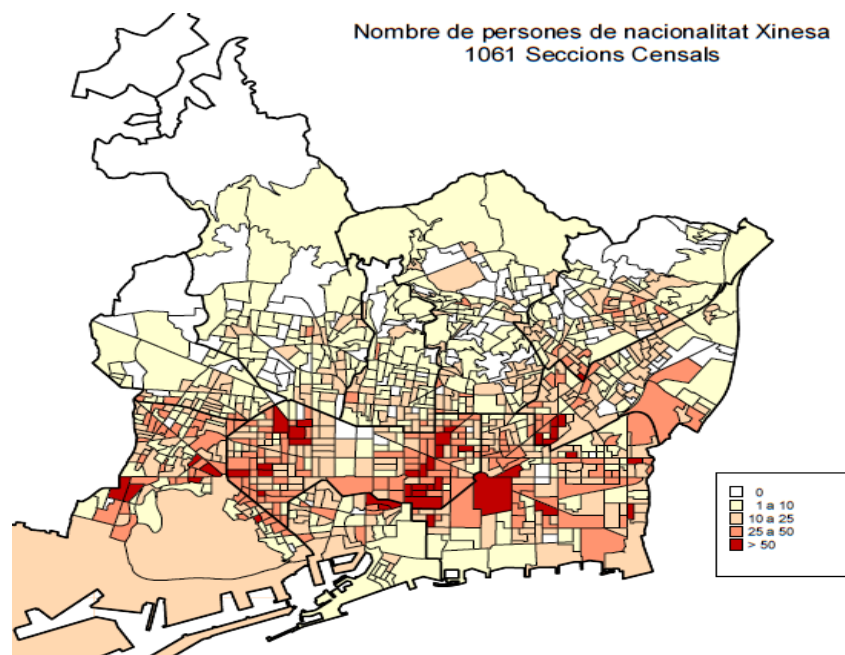 Nombre de persones de nacionalitat Xinesa
1061 Seccions Censals
0
1 a 10
10 a 25
25 a 50
> 50